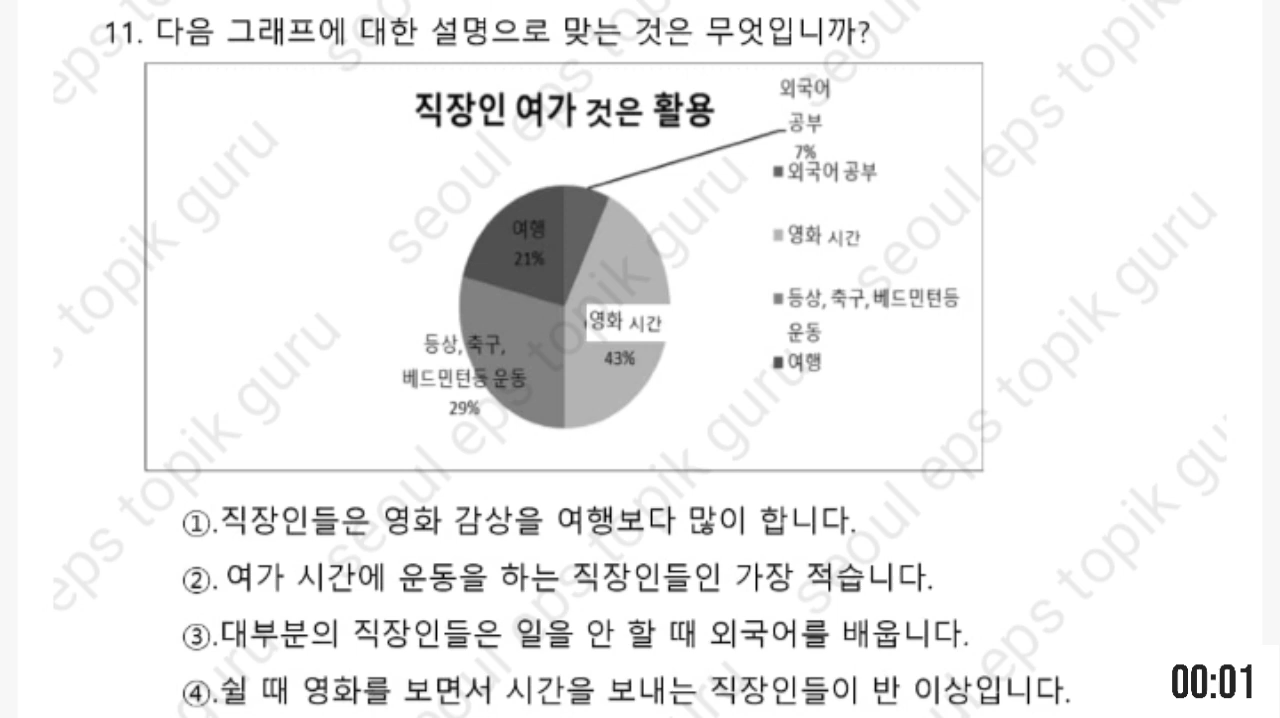 11. 다음 그래프에 대한 설명으로 맞는 것은 무엇입니까?
직장인 여가 것은 활용
외국어
공부
7%
■외국어 공부
■영화 시간
■등상, 축구, 베드민턴등
운동
■여행
여행
21%
영화 시간
43%
등상, 축구,
베드민턴등 운동
29%
①.직장인들은 영화 감상을 여행보다 많이 합니다.
②. 여가 시간에 운동을 하는 직장인들인 가장 적습니다.
③.대부분의 직장인들은 일을 안 할 때 외국어를 배웁니다.
④.쉴 때 영화를 보면서 시간을 보내는 직장인들이 반 이상입니다.
00:01
seoul eps topik guru